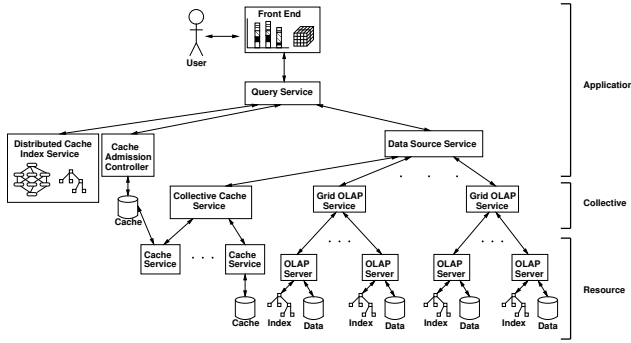 Front End
User
Application
Query Service
Distributed Cache
Index Service
Cache
Admission
Controller
Data Source Service
. . .
Collective Cache
Service
Grid OLAP
Service
Grid OLAP
Service
Collective
Cache
. . .
. . .
Cache
Service
. . .
Cache
Service
OLAP
Server
OLAP
Server
OLAP
Server
OLAP
Server
Resource
Cache
Index
Data
Index
Data
Index
Data
Index
Data